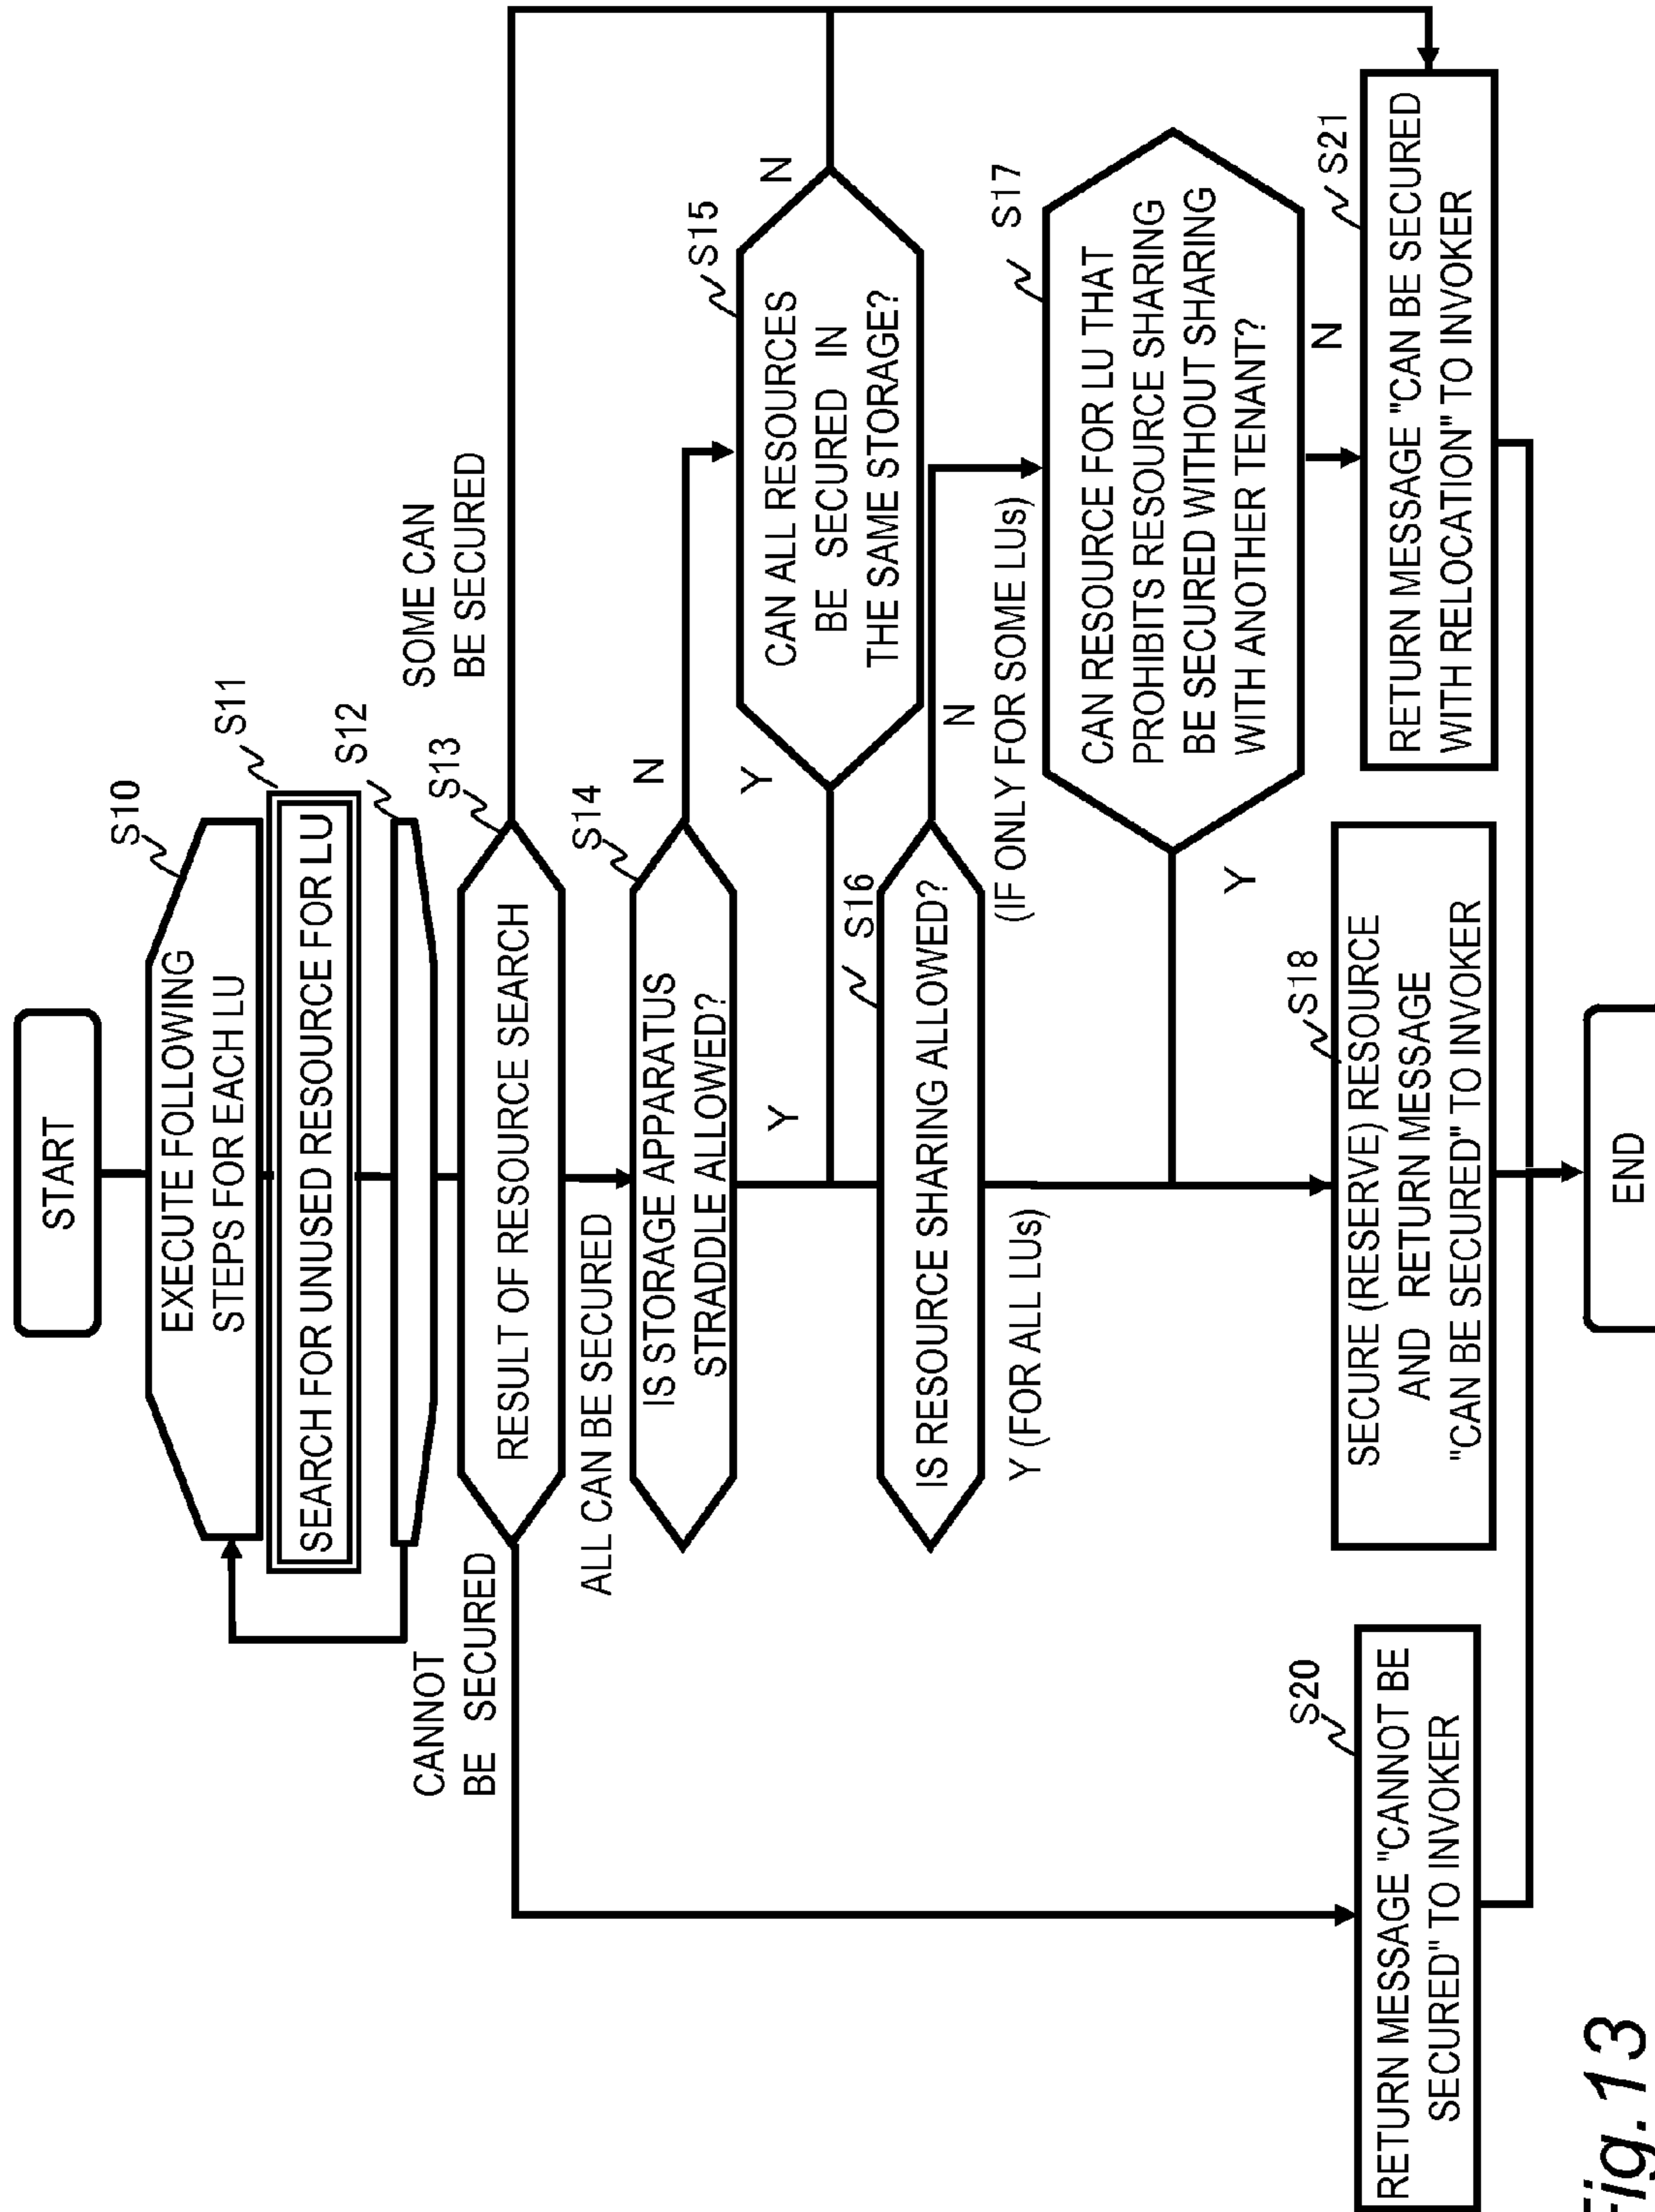 START
S10
EXECUTE FOLLOWING
STEPS FOR EACH LU
S11
SEARCH FOR UNUSED RESOURCE FOR LU
S12
CANNOT
BE SECURED
S13
RESULT OF RESOURCE SEARCH
SOME CAN
BE SECURED
ALL CAN BE SECURED
S14
IS STORAGE APPARATUS
STRADDLE ALLOWED?
N
Y
S15
CAN ALL RESOURCES
BE SECURED IN
THE SAME STORAGE?
Y
N
S16
IS RESOURCE SHARING ALLOWED?
N
(IF ONLY FOR SOME LUs)
Y (FOR ALL LUs)
S17
CAN RESOURCE FOR LU THAT
PROHIBITS RESOURCE SHARING
BE SECURED WITHOUT SHARING
WITH ANOTHER TENANT?
Y
N
S20
RETURN MESSAGE "CANNOT BE
SECURED" TO INVOKER
S18
SECURE (RESERVE) RESOURCE
AND RETURN MESSAGE
"CAN BE SECURED" TO INVOKER
S21
RETURN MESSAGE "CAN BE SECURED
WITH RELOCATION" TO INVOKER
END
Fig.13